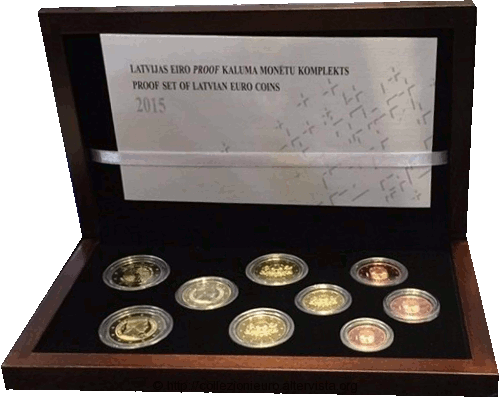 LATVIJAS EIRO PROOF KALUMA MONĒTU KOMPLEKTS
PROOF SET OF LATVIAN EURO COINS
2015